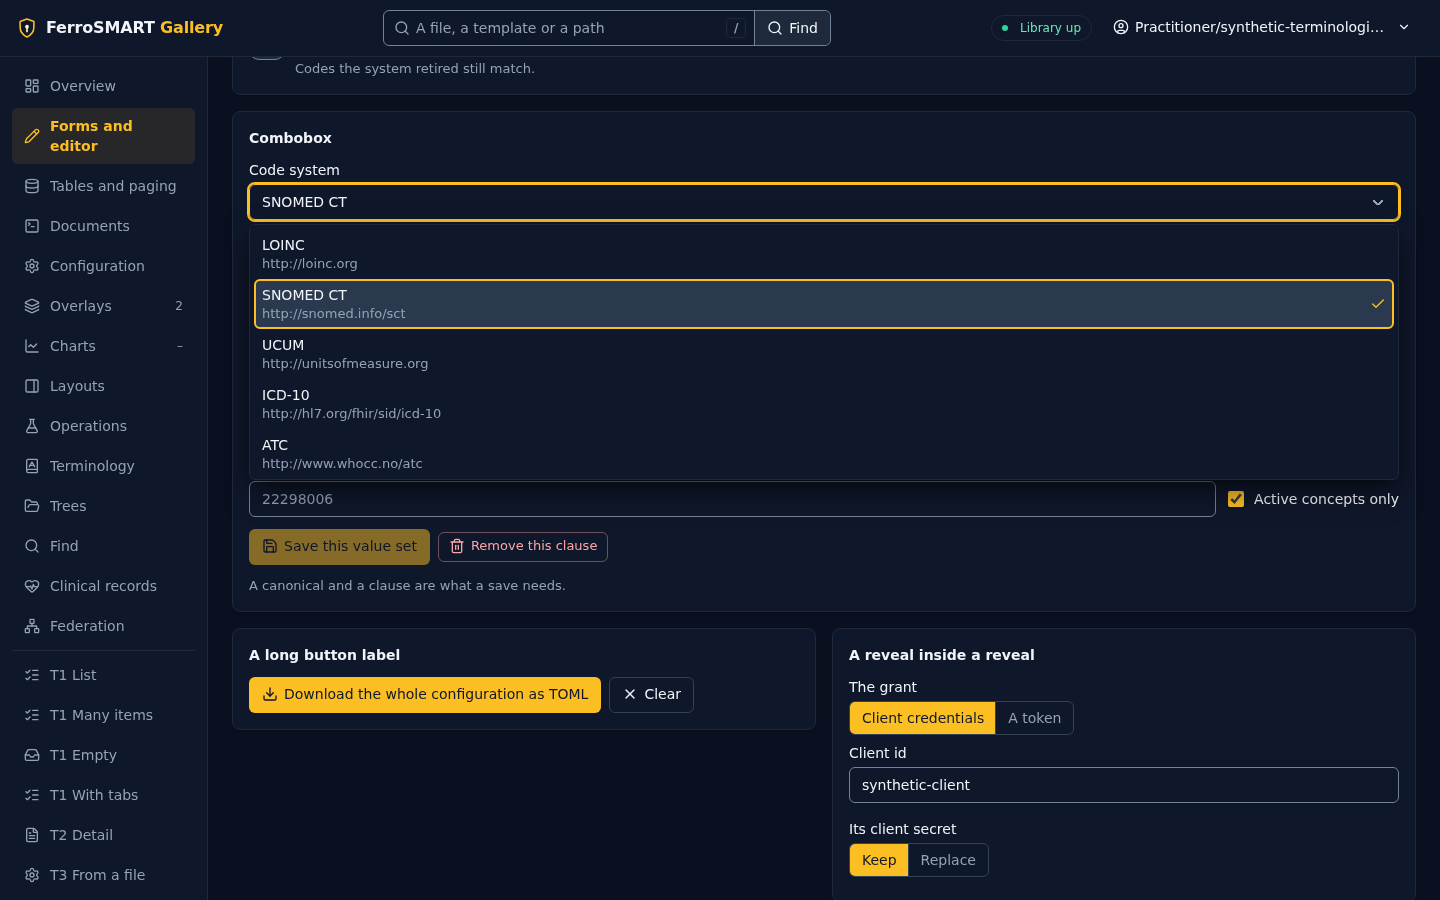 FerroSMART Gallery
A file, a template or a path
/
Find
Library up
Practitioner/synthetic-terminologi…
Overview
Forms and
editor
Tables and paging
Documents
Configuration
Overlays 2
Charts –
Layouts
Operations
Terminology
Trees
Find
Clinical records
Federation
T1 List
T1 Many items
T1 Empty
T1 With tabs
T2 Detail
T3 From a file
Codes the system retired still match.
Combobox
Code system
SNOMED CT
LOINC
http://loinc.org
SNOMED CT
http://snomed.info/sct
UCUM
http://unitsofmeasure.org
ICD-10
http://hl7.org/fhir/sid/icd-10
ATC
http://www.whocc.no/atc
22298006
Active concepts only
Save this value set
Remove this clause
A canonical and a clause are what a save needs.
A long button label
Download the whole configuration as TOML
Clear
A reveal inside a reveal
The grant
Client credentials
A token
Client id
synthetic-client
Its client secret
Keep
Replace